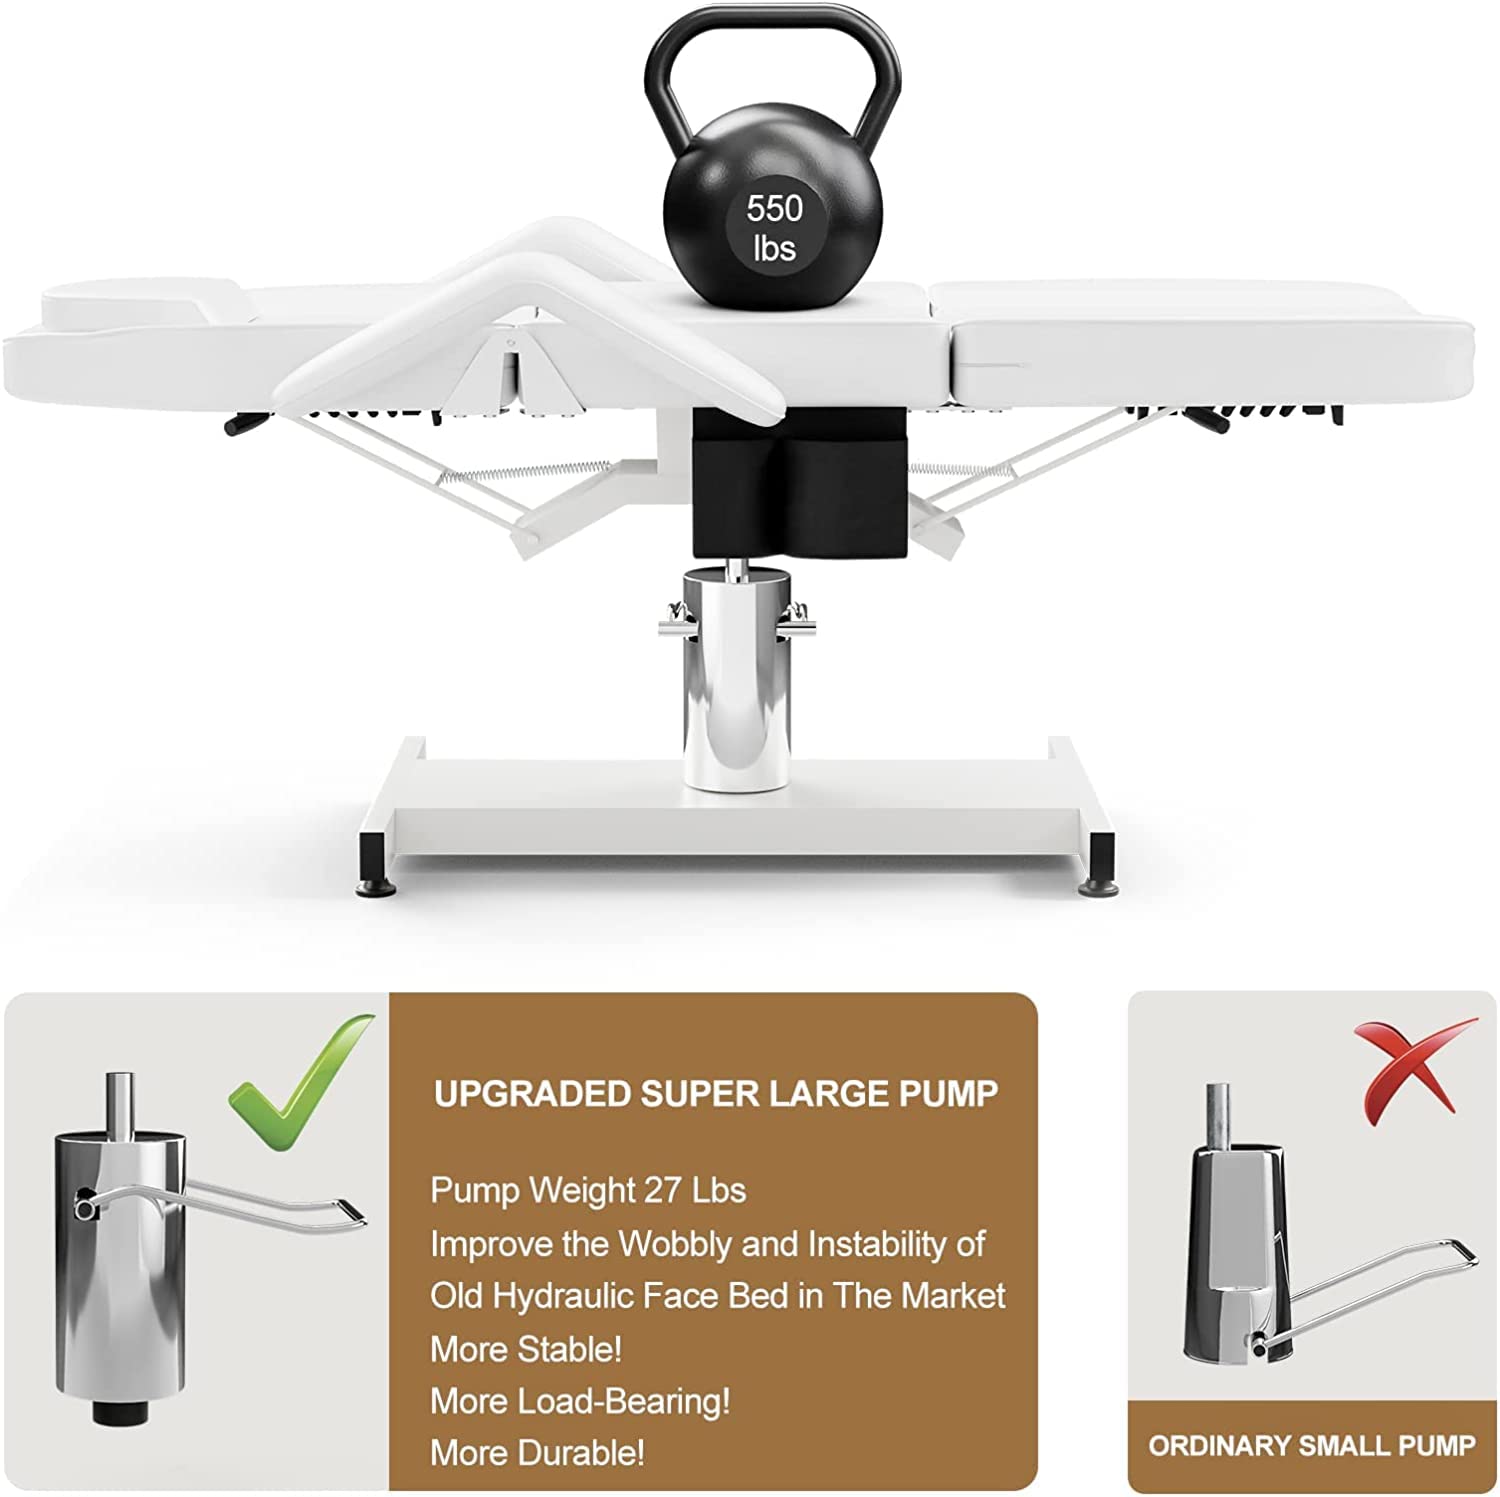 550
lbs
UPGRADED SUPER LARGE PUMP
Pump Weight 27 Lbs
Improve the Wobbly and Instability of
Old Hydraulic Face Bed in The Market
More Stable!
More Load-Bearing!
More Durable!
ORDINARY SMALL PUMP